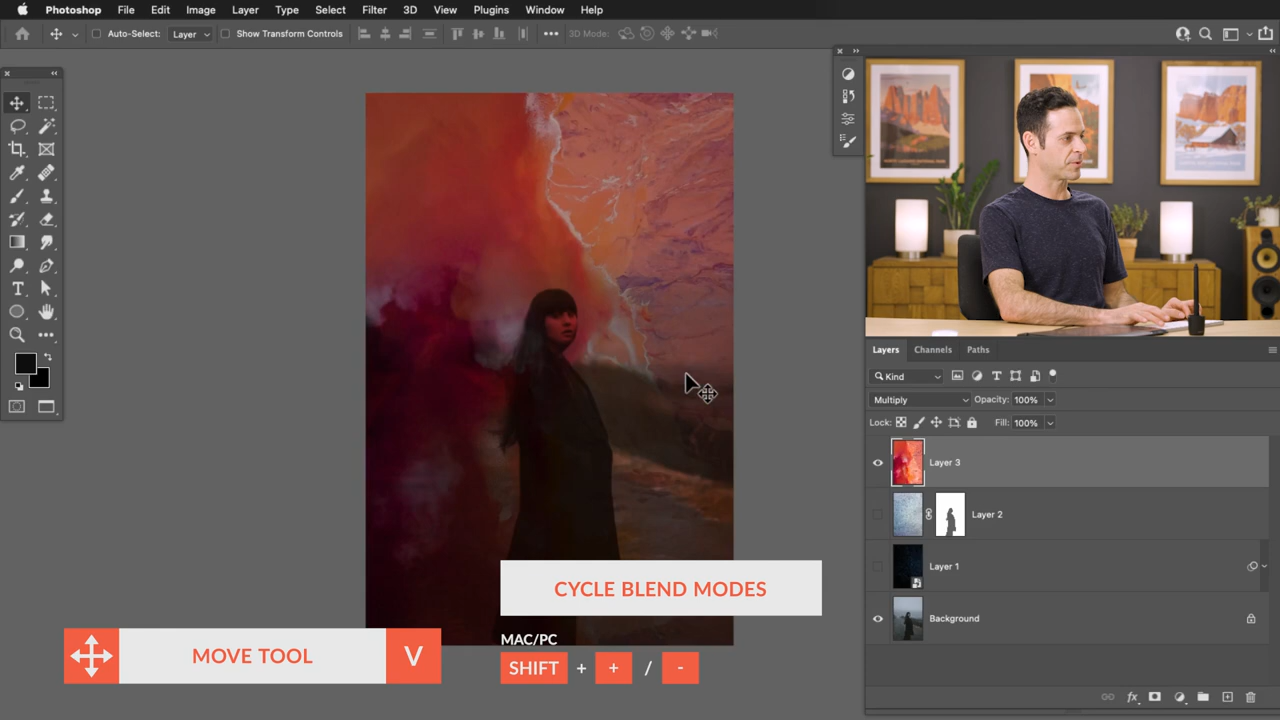 Photoshop File Edit Image Layer Type Select Filter 3D View Plugins Window Help
Auto-Select: Layer Show Transform Controls 3D Mode:
Layers Channels Paths
Kind
Multiply Opacity: 100%
Lock: Fill: 100%
Layer 3
Layer 2
Layer 1
Background
CYCLE BLEND MODES
MAC/PC
SHIFT + + / -
MOVE TOOL V